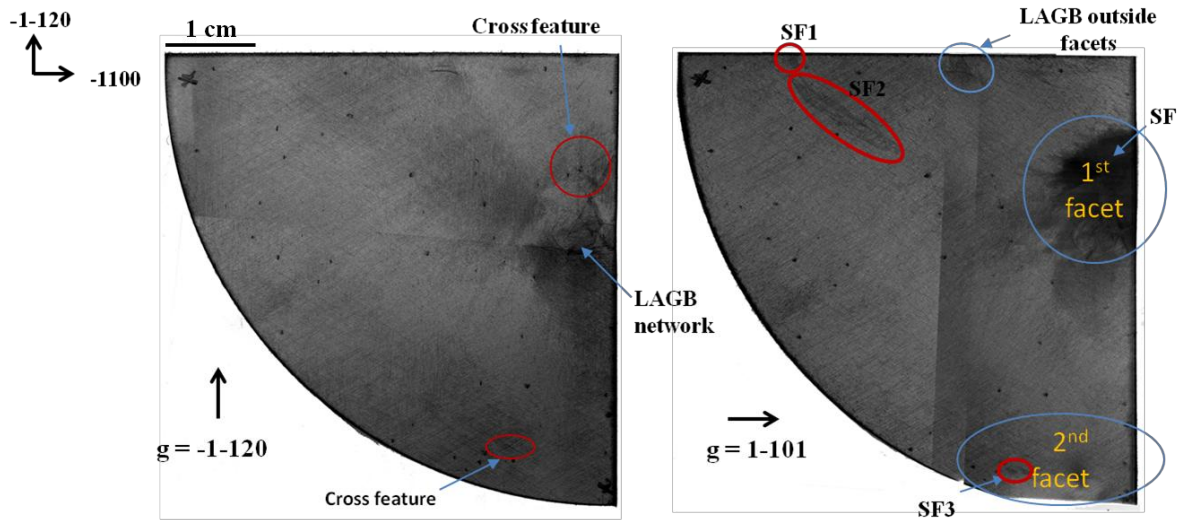 -1-120
-1100
1 cm
Cross feature
LAGB
network
g = -1-120
Cross feature
SF1
SF2
LAGB outside
facets
SF
1st
facet
g = 1-101
2nd
facet
SF3